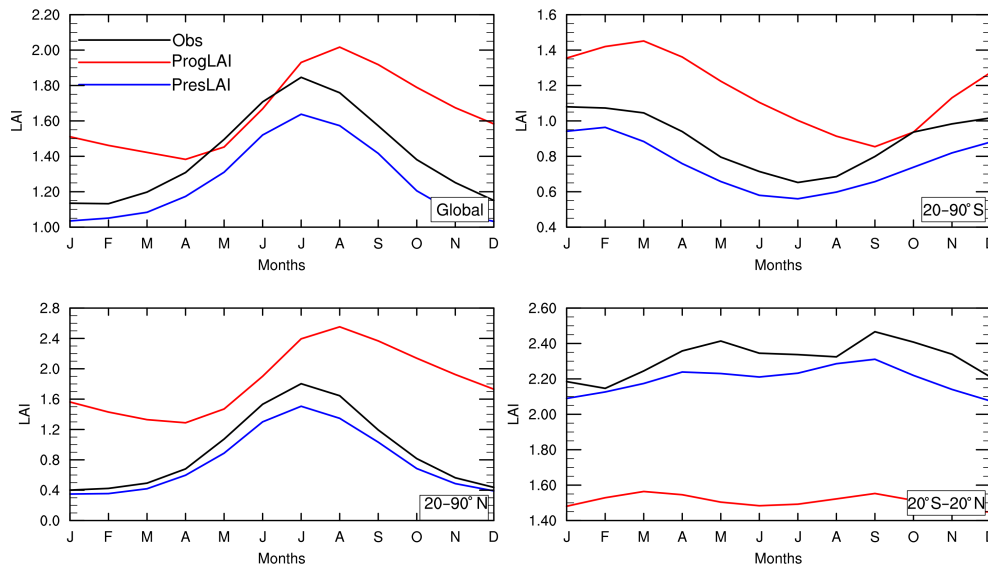 2.20
2.00
1.80
1.60
1.40
1.20
1.00
LAI
Obs
ProgLAI
PresLAI
Global
J F M A M J J A S O N D
Months
1.6
1.4
1.2
1.0
0.8
0.6
0.4
LAI
20-90°S
J F M A M J J A S O N D
Months
2.8
2.4
2.0
1.6
1.2
0.8
0.4
0.0
LAI
20-90°N
J F M A M J J A S O N D
Months
2.60
2.40
2.20
2.00
1.80
1.60
1.40
LAI
20°S-20°N
J F M A M J J A S O N D
Months